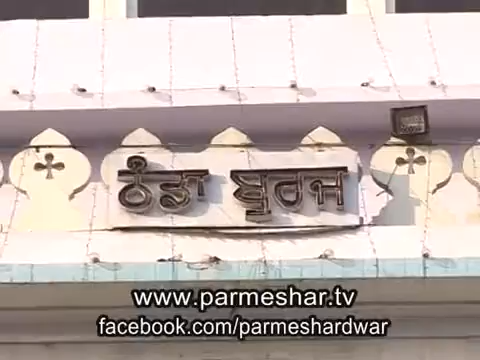 ਠੰਡਾ ਬੁਰਜ
www.parmeshar.tv
facebook.com/parmeshardwar